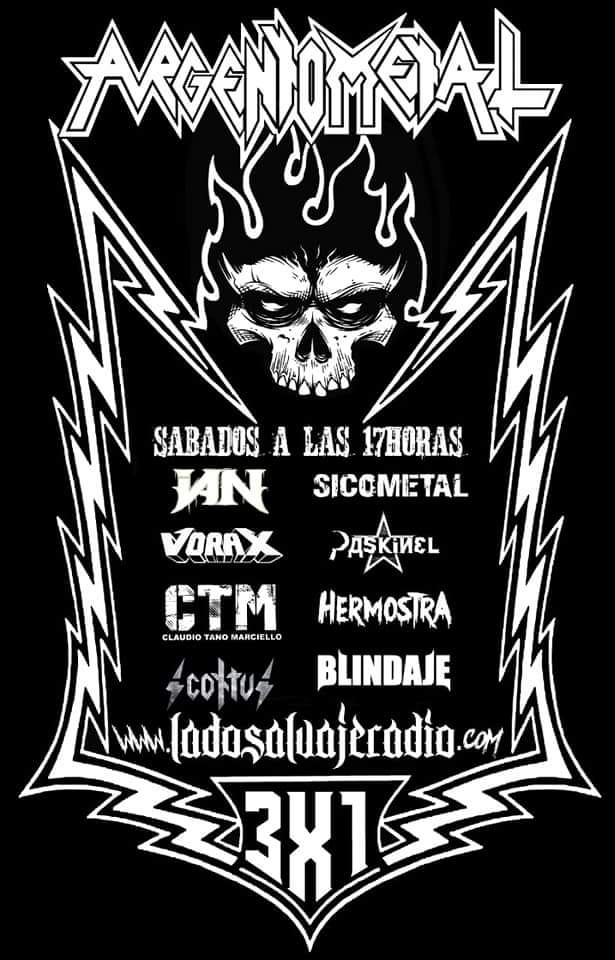 ARGENTOMETAL
SABADOS A LAS 17HORAS
IAN SICOMETAL
VORAX PASKINEL
CTM
CLAUDIO TANO MARCIELLO
HERMOSTRA
SCOTTUS BLINDAJE
www.ladosalvajeradio.com
3X1